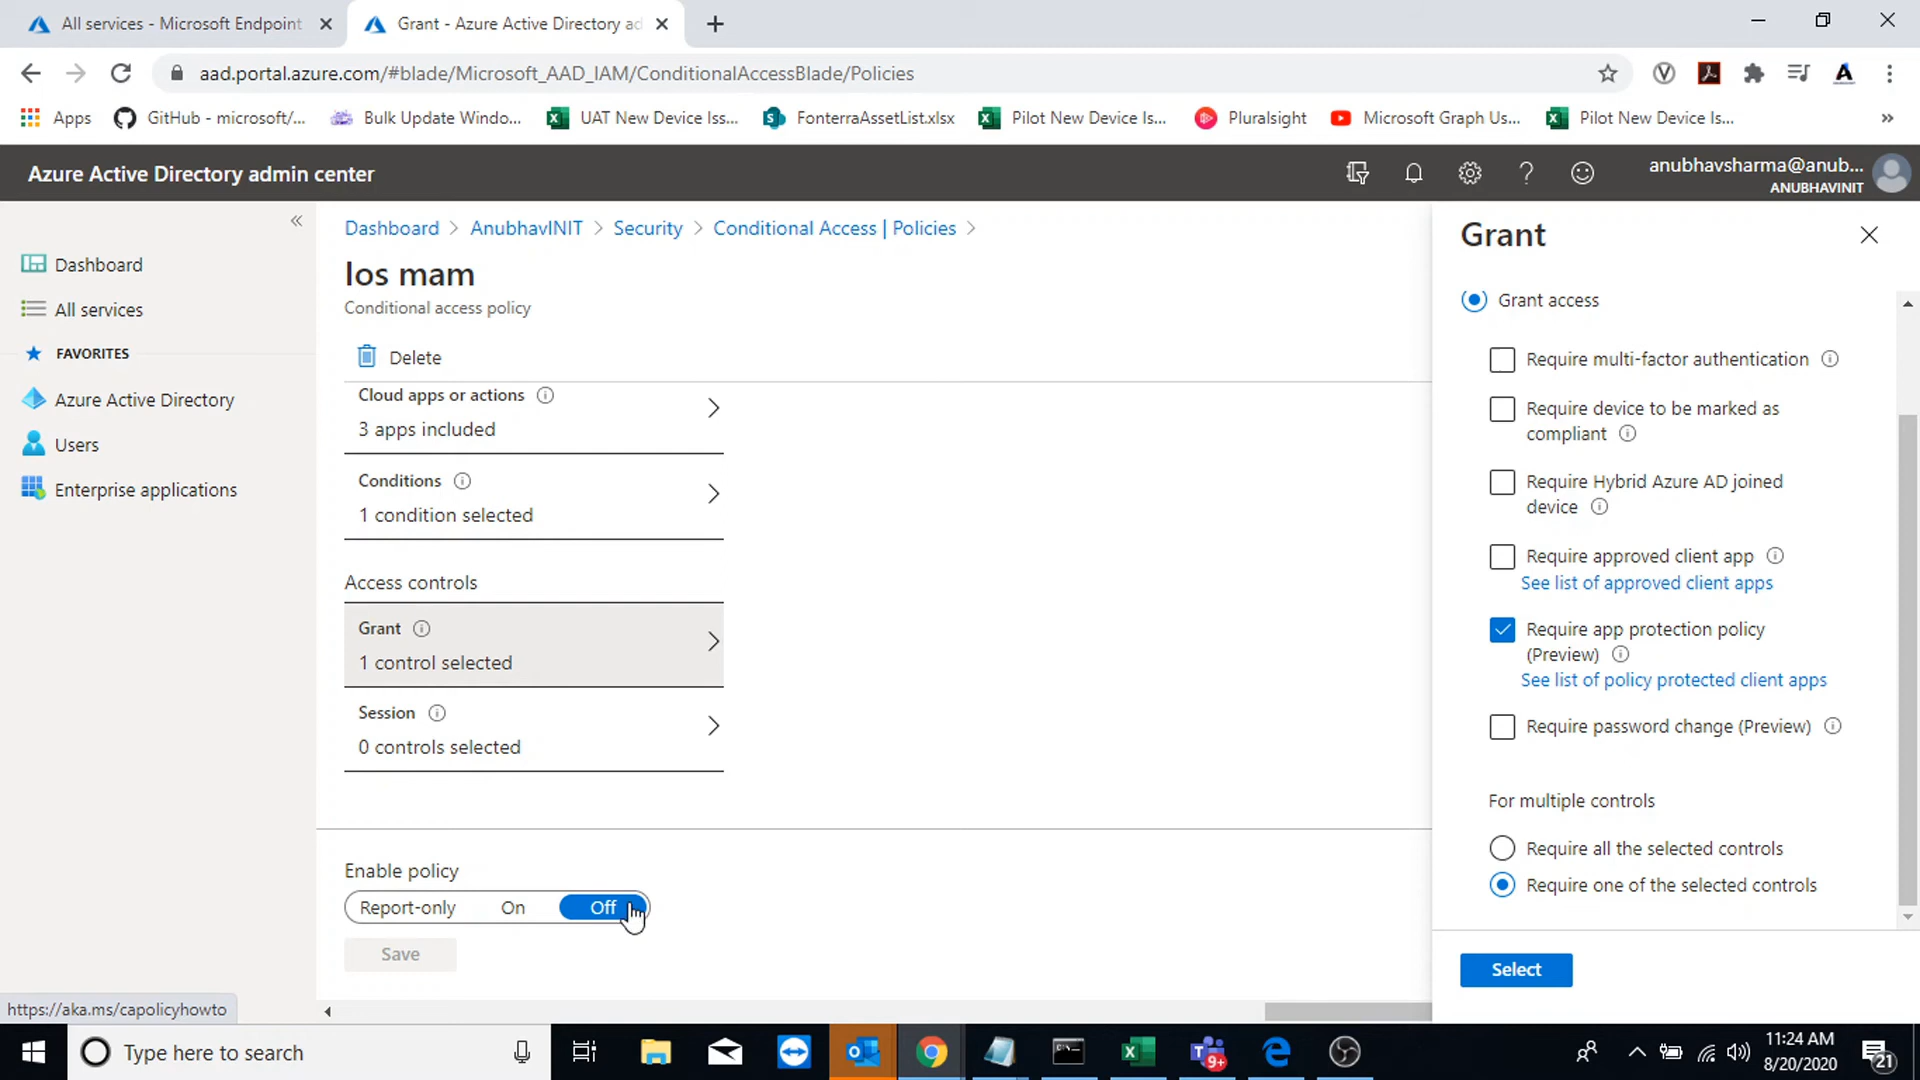 All services - Microsoft Endpoint
Grant - Azure Active Directory ad
aad.portal.azure.com/#blade/Microsoft_AAD_IAM/ConditionalAccessBlade/Policies
Apps
GitHub - microsoft/...
Bulk Update Windo...
UAT New Device Iss...
FonterraAssetList.xlsx
Pilot New Device Is...
Pluralsight
Microsoft Graph Us...
Pilot New Device Is...
»
Azure Active Directory admin center
anubhavsharma@anub...
ANUBHAVINIT
Dashboard
All services
FAVORITES
Azure Active Directory
Users
Enterprise applications
Dashboard > AnubhavINIT > Security > Conditional Access | Policies >
Ios mam
Conditional access policy
Delete
Cloud apps or actions
3 apps included
Conditions
1 condition selected
Access controls
Grant
1 control selected
Session
0 controls selected
Enable policy
Report-only On Off
Save
Grant
Grant access
Require multi-factor authentication
Require device to be marked as
compliant
Require Hybrid Azure AD joined
device
Require approved client app
See list of approved client apps
Require app protection policy
(Preview)
See list of policy protected client apps
Require password change (Preview)
For multiple controls
Require all the selected controls
Require one of the selected controls
Select
https://aka.ms/capolicyhowto
Type here to search
9+
11:24 AM
8/20/2020
21